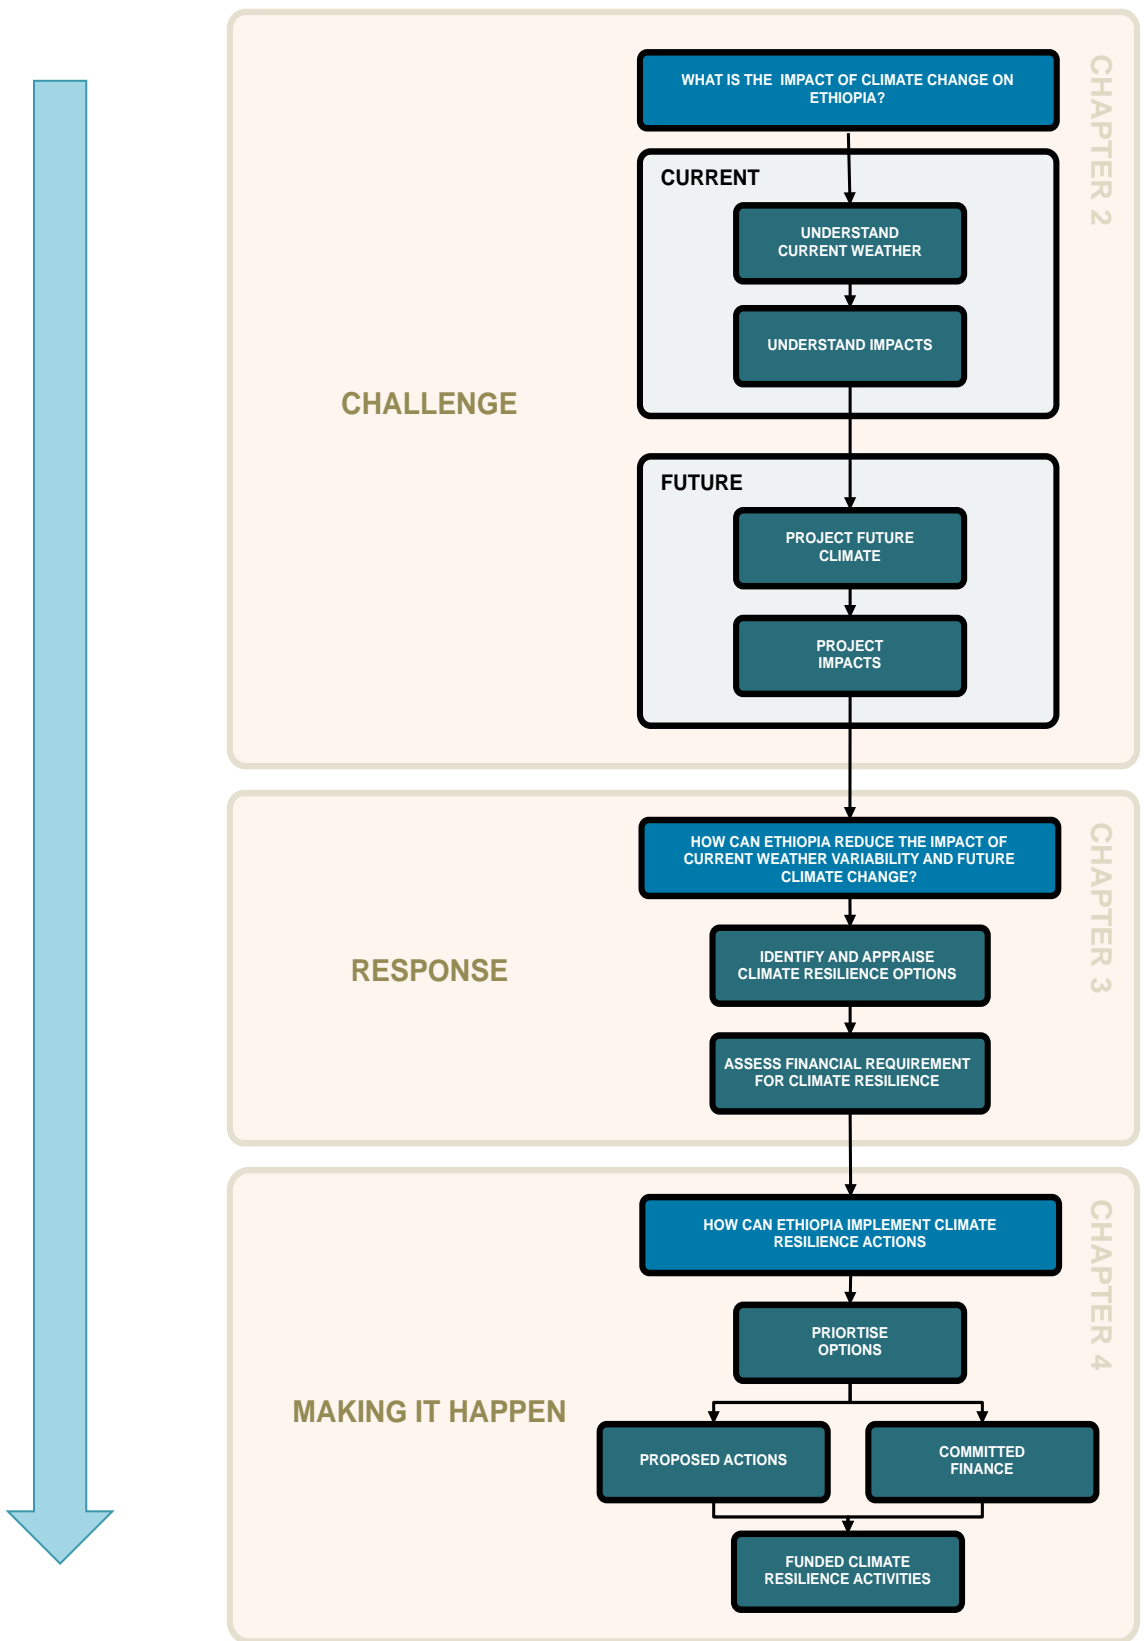 CHAPTER 2
WHAT IS THE IMPACT OF CLIMATE CHANGE ON
ETHIOPIA?
CURRENT
UNDERSTAND
CURRENT WEATHER
UNDERSTAND IMPACTS
CHALLENGE
FUTURE
PROJECT FUTURE
CLIMATE
PROJECT
IMPACTS
CHAPTER 3
HOW CAN ETHIOPIA REDUCE THE IMPACT OF
CURRENT WEATHER VARIABILITY AND FUTURE
CLIMATE CHANGE?
RESPONSE
IDENTIFY AND APPRAISE
CLIMATE RESILIENCE OPTIONS
ASSESS FINANCIAL REQUIREMENT
FOR CLIMATE RESILIENCE
CHAPTER 4
HOW CAN ETHIOPIA IMPLEMENT CLIMATE
RESILIENCE ACTIONS
PRIORTISE
OPTIONS
MAKING IT HAPPEN
PROPOSED ACTIONS
COMMITTED
FINANCE
FUNDED CLIMATE
RESILIENCE ACTIVITIES